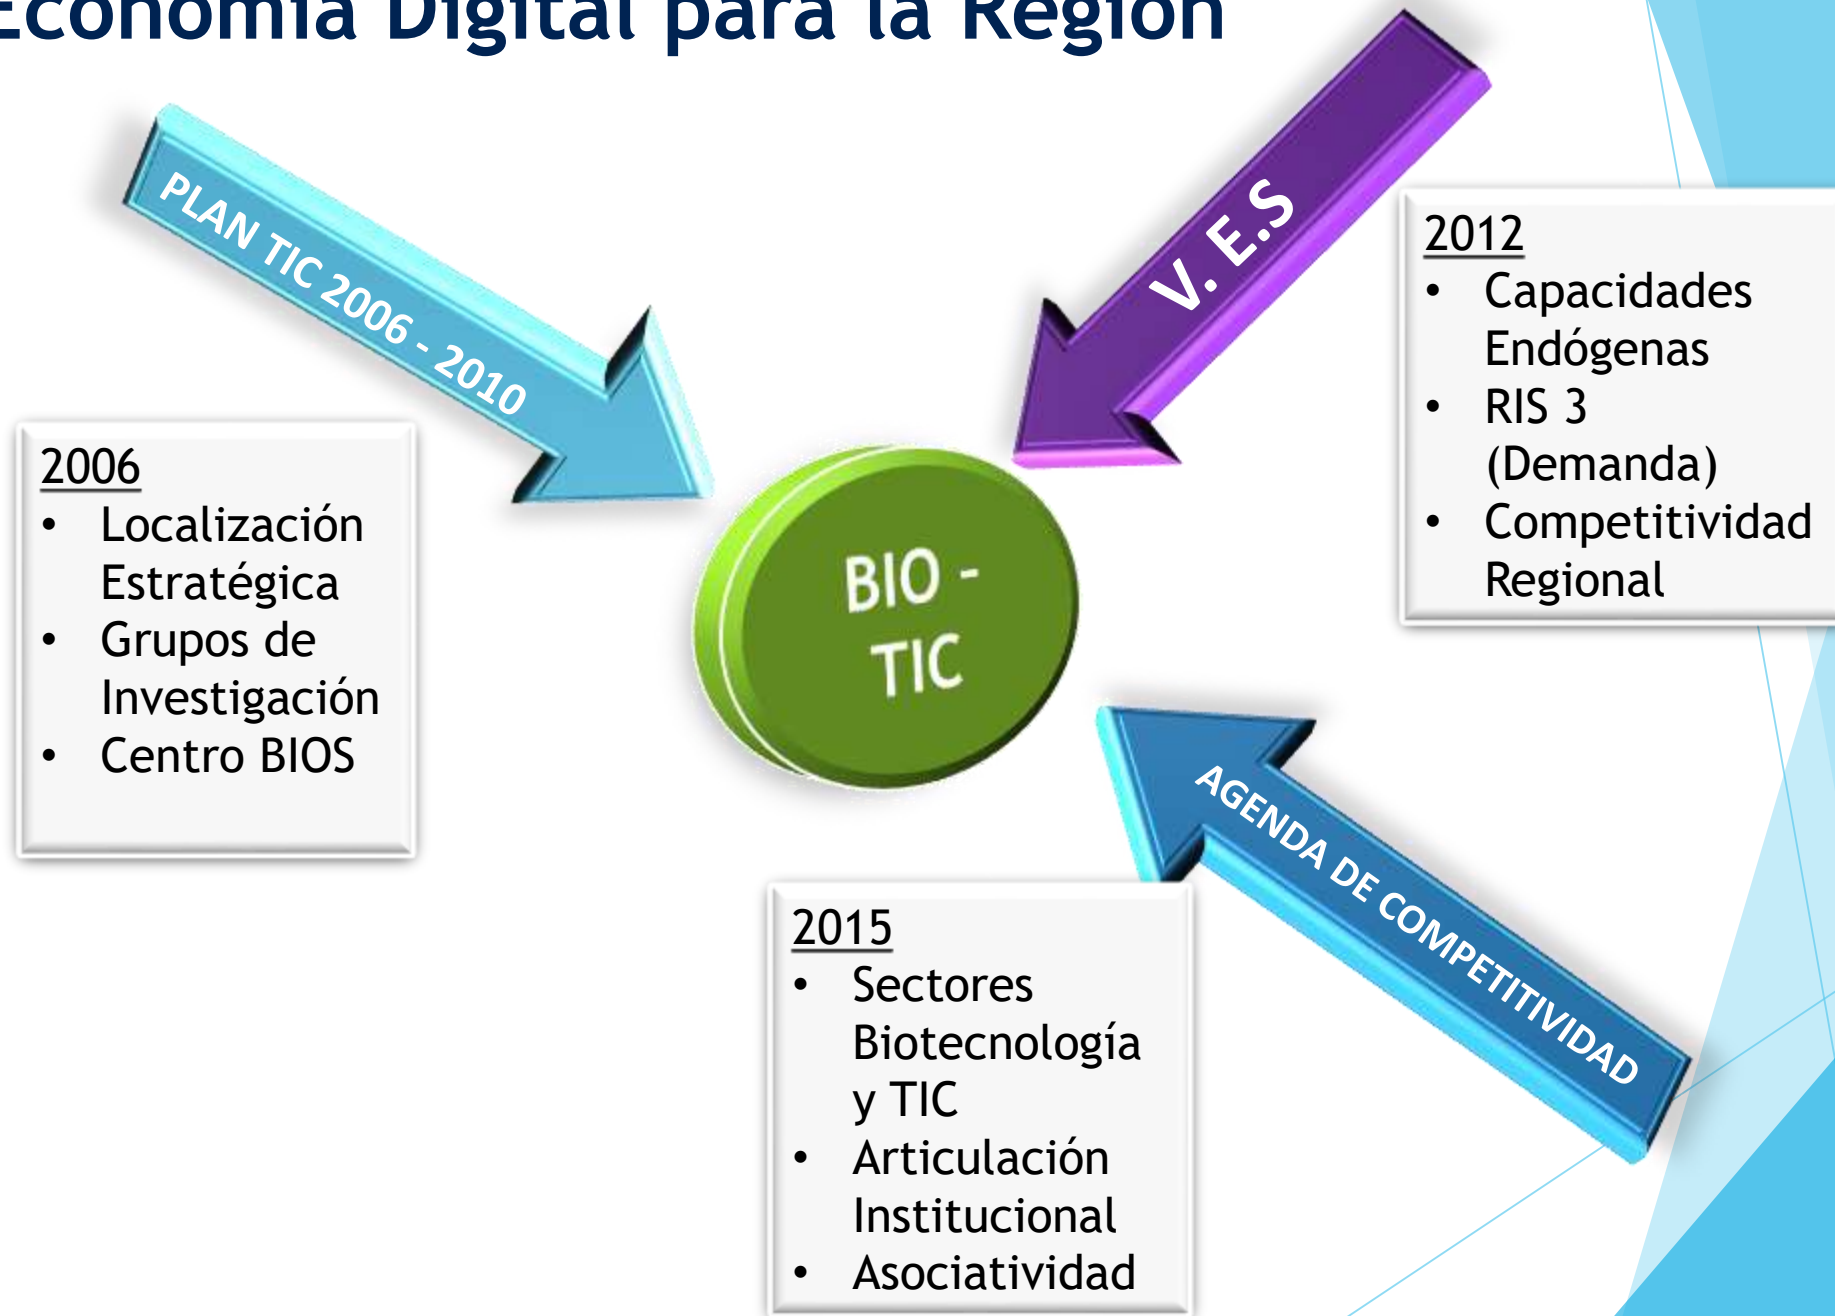 Economía Digital para la Región
PLAN TIC 2006 - 2010
V. E.S
2006
• Localización
Estratégica
• Grupos de
Investigación
• Centro BIOS
BIO -
TIC
2012
• Capacidades
Endógenas
• RIS 3
(Demanda)
• Competitividad
Regional
AGENDA DE COMPETITIVIDAD
2015
• Sectores
Biotecnología
y TIC
• Articulación
Institucional
• Asociatividad